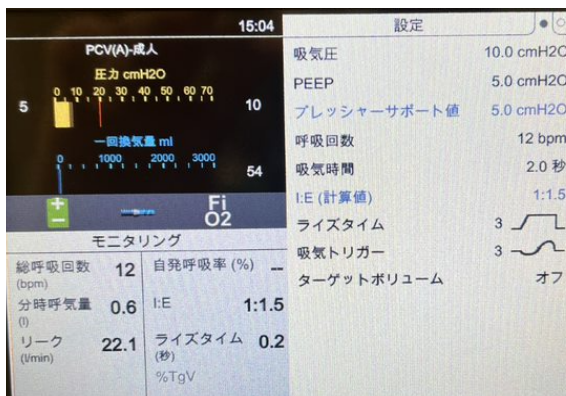 15:04
PCV(A)-成人
圧力 cmH2O
0 10 20 30 40 50 60 70
5
10
一回換気量 ml
0 1000 2000 3000
54
Fi
O2
モニタリング
総呼吸回数 12
(bpm)
分時呼気量 0.6
(l)
リーク 22.1
(l/min)
自発呼吸率 (%) --
I:E 1:1.5
ライズタイム 0.2
(秒)
%TgV
設定
吸気圧 10.0 cmH2O
PEEP 5.0 cmH2O
プレッシャーサポート値 5.0 cmH2O
呼吸回数 12 bpm
吸気時間 2.0 秒
I:E (計算値) 1:1.5
ライズタイム 3
吸気トリガー 3
ターゲットボリューム オフ